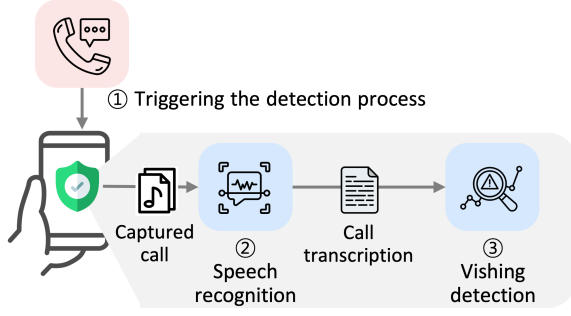 ① Triggering the detection process
Captured
call
② 
Speech
recognition
Call
transcription
③
Vishing
detection